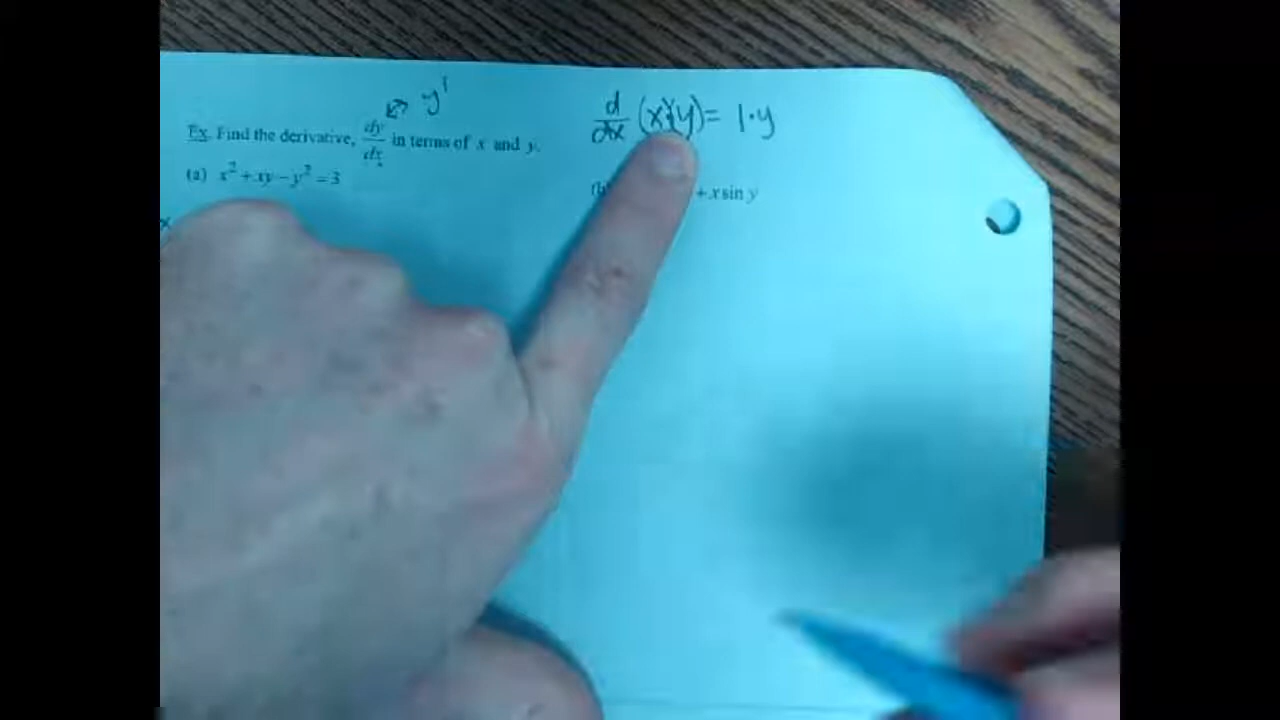 y'
Ex. Find the derivative, dy/dx in terms of x and y.
(a) x² + xy − y² = 3
d/dx (x)(y) = 1·y
+ x sin y
x